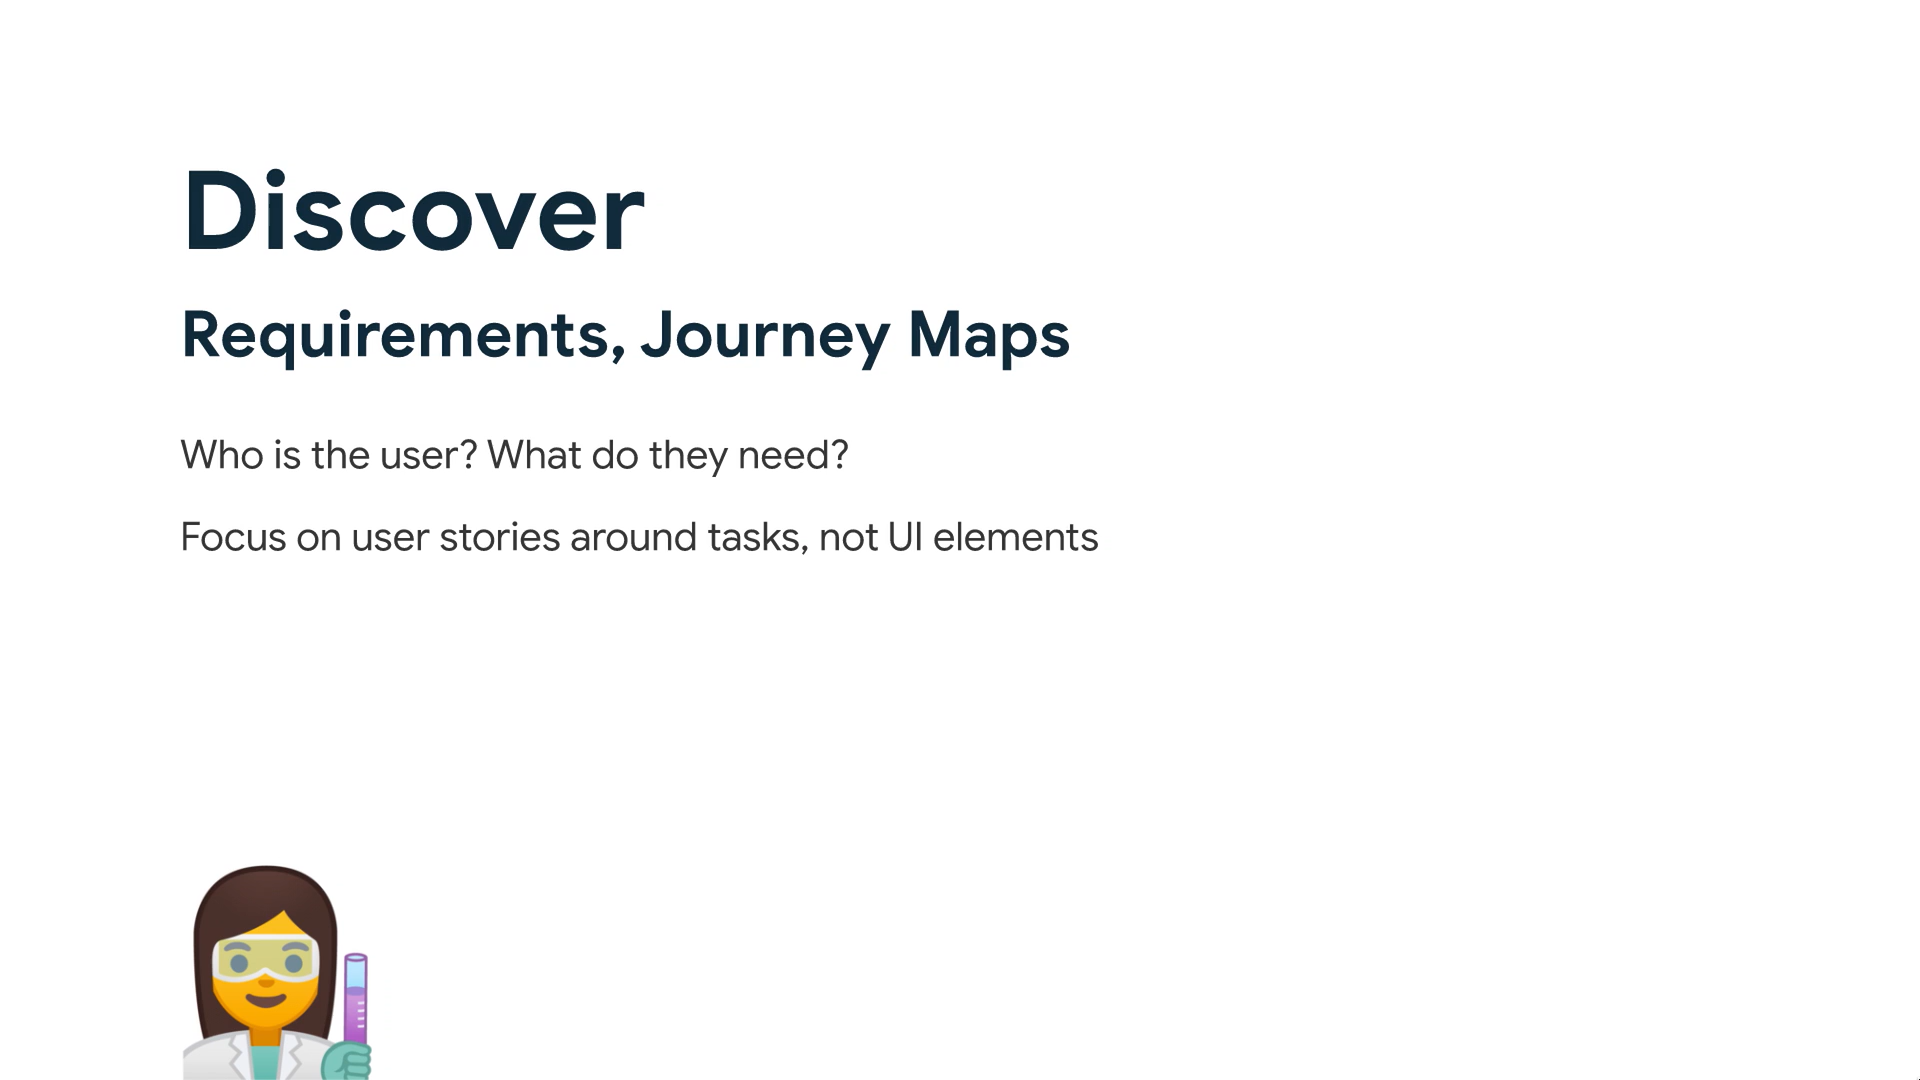 Discover
Requirements, Journey Maps
Who is the user? What do they need?
Focus on user stories around tasks, not UI elements